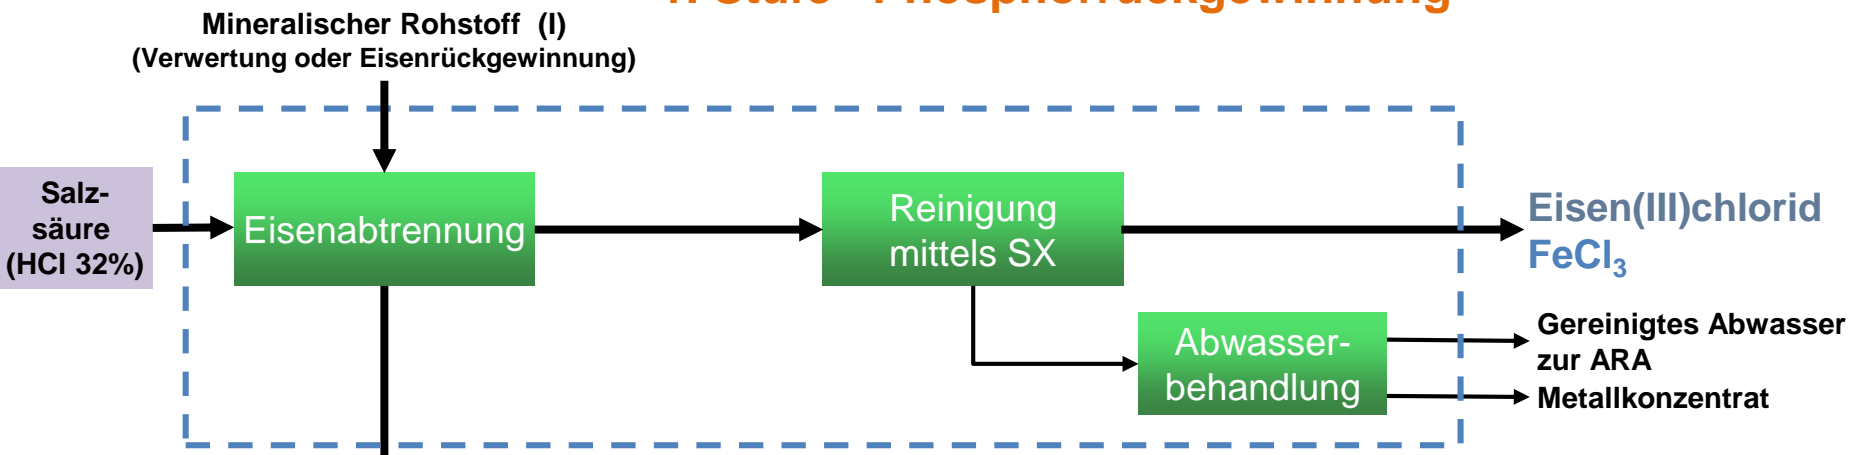 Phosphorrückgewinnung
Mineralischer Rohstoff (I)
(Verwertung oder Eisenrückgewinnung)
Salz-
säure
(HCl 32%)
Eisenabtrennung
Reinigung
mittels SX
Eisen(III)chlorid
FeCl₃
Abwasser-
behandlung
Gereinigtes Abwasser
zur ARA
Metallkonzentrat